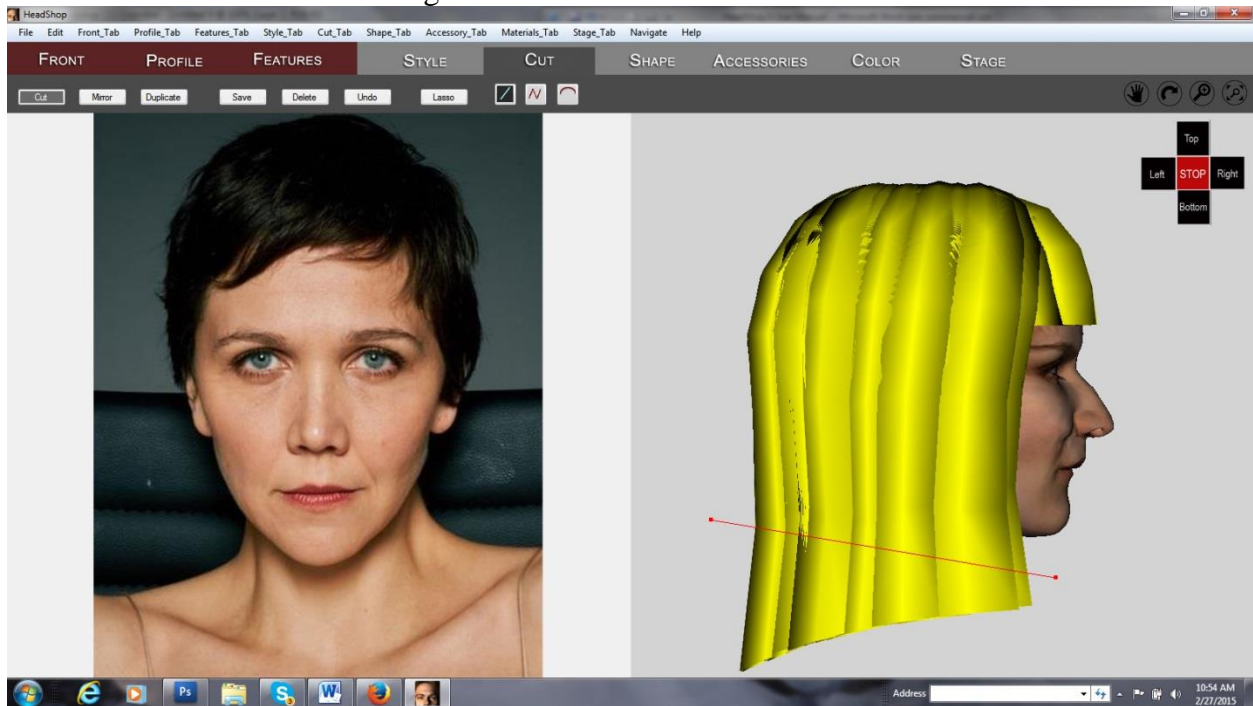 HeadShop
File Edit Front_Tab Profile_Tab Features_Tab Style_Tab Cut_Tab Shape_Tab Accessory_Tab Materials_Tab Stage_Tab Navigate Help
FRONT PROFILE FEATURES STYLE CUT SHAPE ACCESSORIES COLOR STAGE
Cut Mirror Duplicate Save Delete Undo Lasso
Top
Left STOP Right
Bottom
Ps S W Address 10:54 AM
2/27/2015